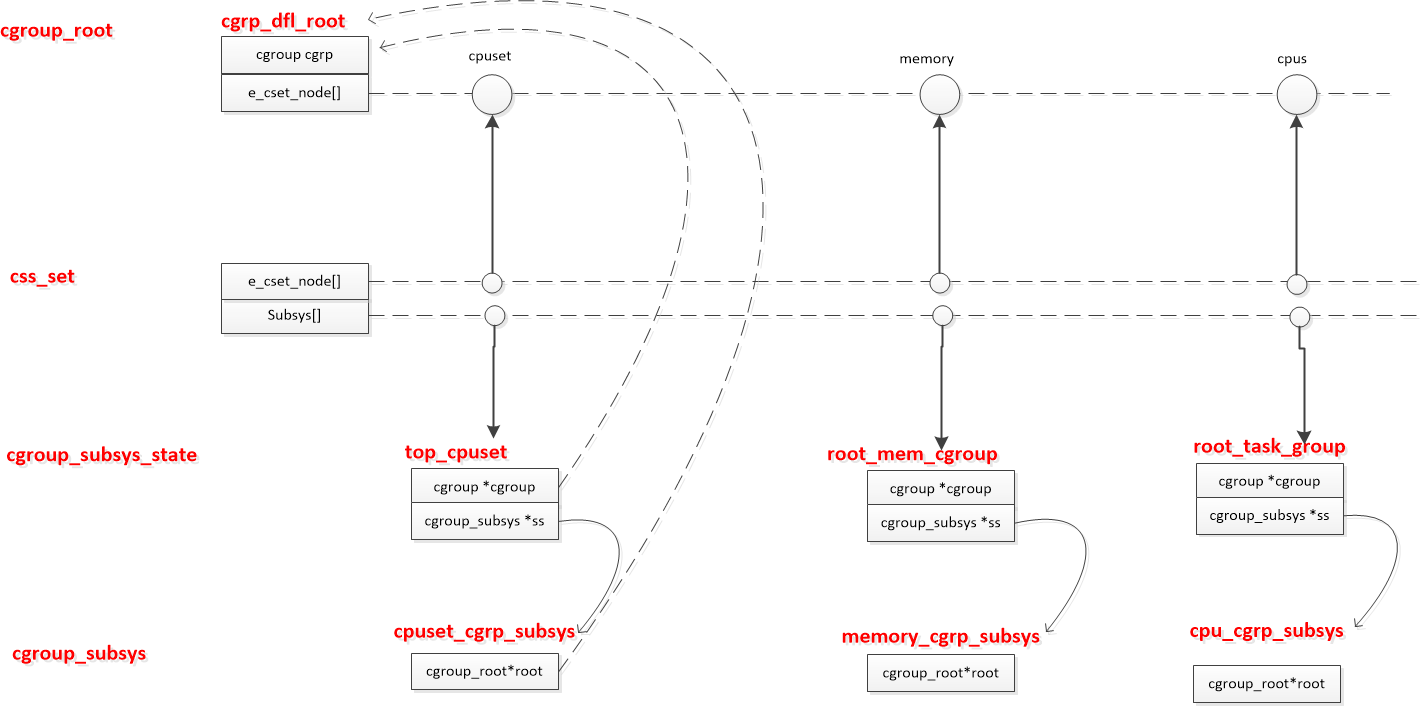 cgroup_root
cgrp_dfl_root
cgroup cgrp
e_cset_node[]
cpuset
memory
cpus
css_set
e_cset_node[]
Subsys[]
cgroup_subsys_state
top_cpuset
cgroup *cgroup
cgroup_subsys *ss
root_mem_cgroup
cgroup *cgroup
cgroup_subsys *ss
root_task_group
cgroup *cgroup
cgroup_subsys *ss
cgroup_subsys
cpuset_cgrp_subsys
cgroup_root*root
memory_cgrp_subsys
cgroup_root*root
cpu_cgrp_subsys
cgroup_root*root